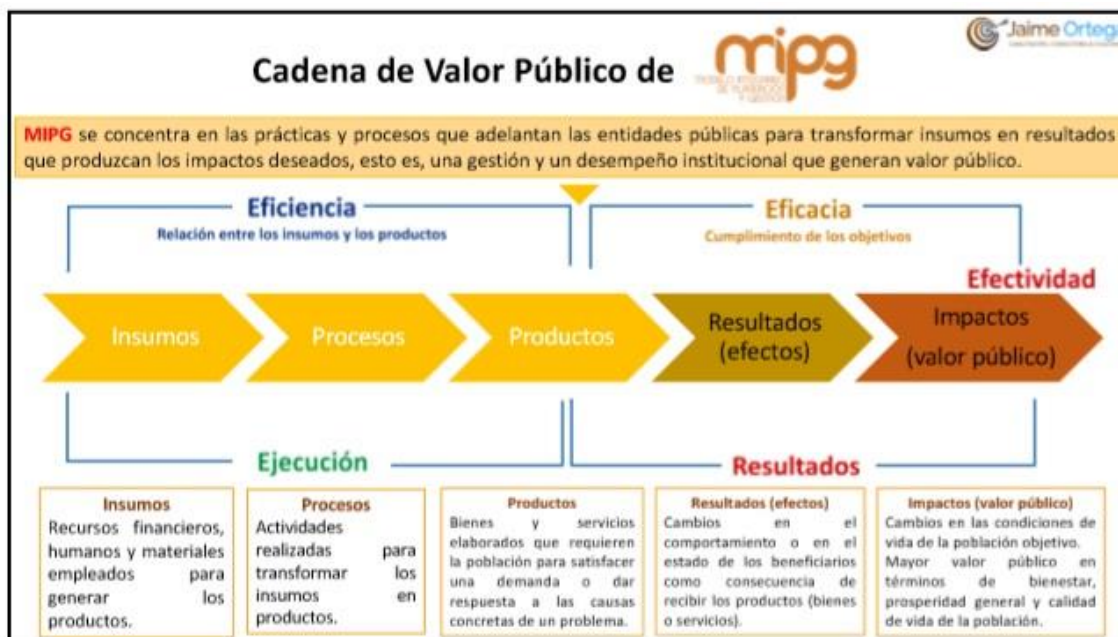 Jaime Ortega
Cadena de Valor Público de
mipg
MODELO INTEGRADO
DE PLANEACIÓN
Y GESTIÓN
MIPG se concentra en las prácticas y procesos que adelantan las entidades públicas para transformar insumos en resultados
que produzcan los impactos deseados, esto es, una gestión y un desempeño institucional que generan valor público.
Eficiencia
Relación entre los insumos y los productos
Eficacia
Cumplimiento de los objetivos
Efectividad
Insumos
Procesos
Productos
Resultados
(efectos)
Impactos
(valor público)
Ejecución
Resultados
Insumos
Recursos financieros,
humanos y materiales
empleados para
generar los
productos.
Procesos
Actividades
realizadas para
transformar los
insumos en
productos.
Productos
Bienes y servicios
elaborados que requieren
la población para satisfacer
una demanda o dar
respuesta a las causas
concretas de un problema.
Resultados (efectos)
Cambios en el
comportamiento o en el
estado de los beneficiarios
como consecuencia de
recibir los productos (bienes
o servicios).
Impactos (valor público)
Cambios en las condiciones de
vida de la población objetivo.
Mayor valor público en
términos de bienestar,
prosperidad general y calidad
de vida de la población.